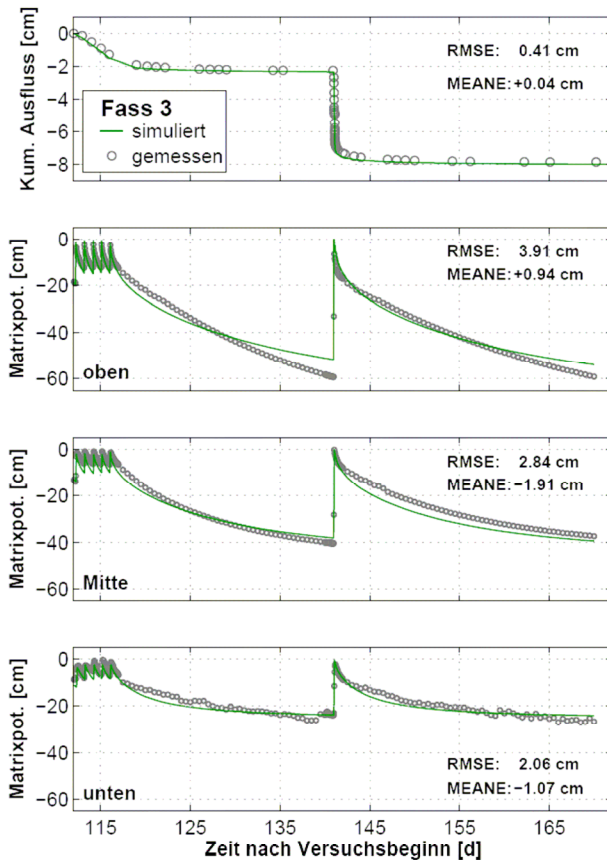 Kum. Ausfluss [cm]
0
−2
−4
−6
−8
RMSE: 0.41 cm
MEANE: +0.04 cm
Fass 3
simuliert
gemessen
Matrixpot. [cm]
0
−20
−40
−60
RMSE: 3.91 cm
MEANE: +0.94 cm
oben
Matrixpot. [cm]
0
−20
−40
−60
RMSE: 2.84 cm
MEANE: −1.91 cm
Mitte
Matrixpot. [cm]
0
−20
−40
−60
RMSE: 2.06 cm
MEANE: −1.07 cm
unten
115 125 135 145 155 165
Zeit nach Versuchsbeginn [d]